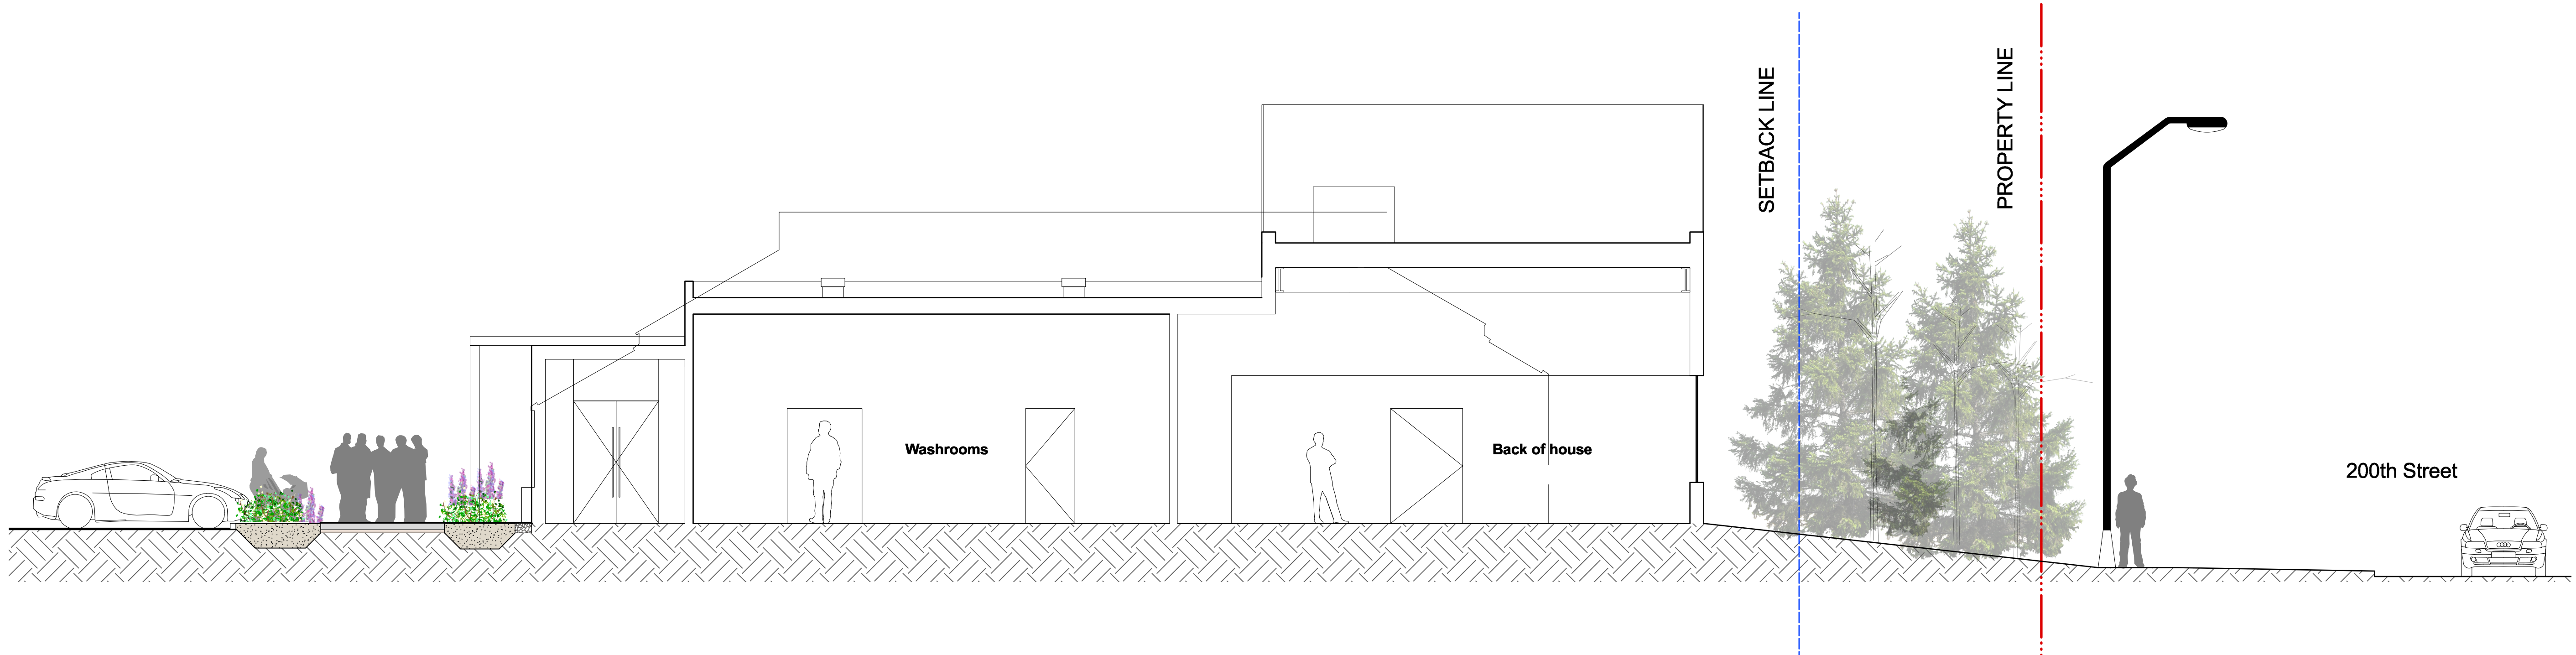 SETBACK LINE
PROPERTY LINE
Washrooms
Back of house
200th Street